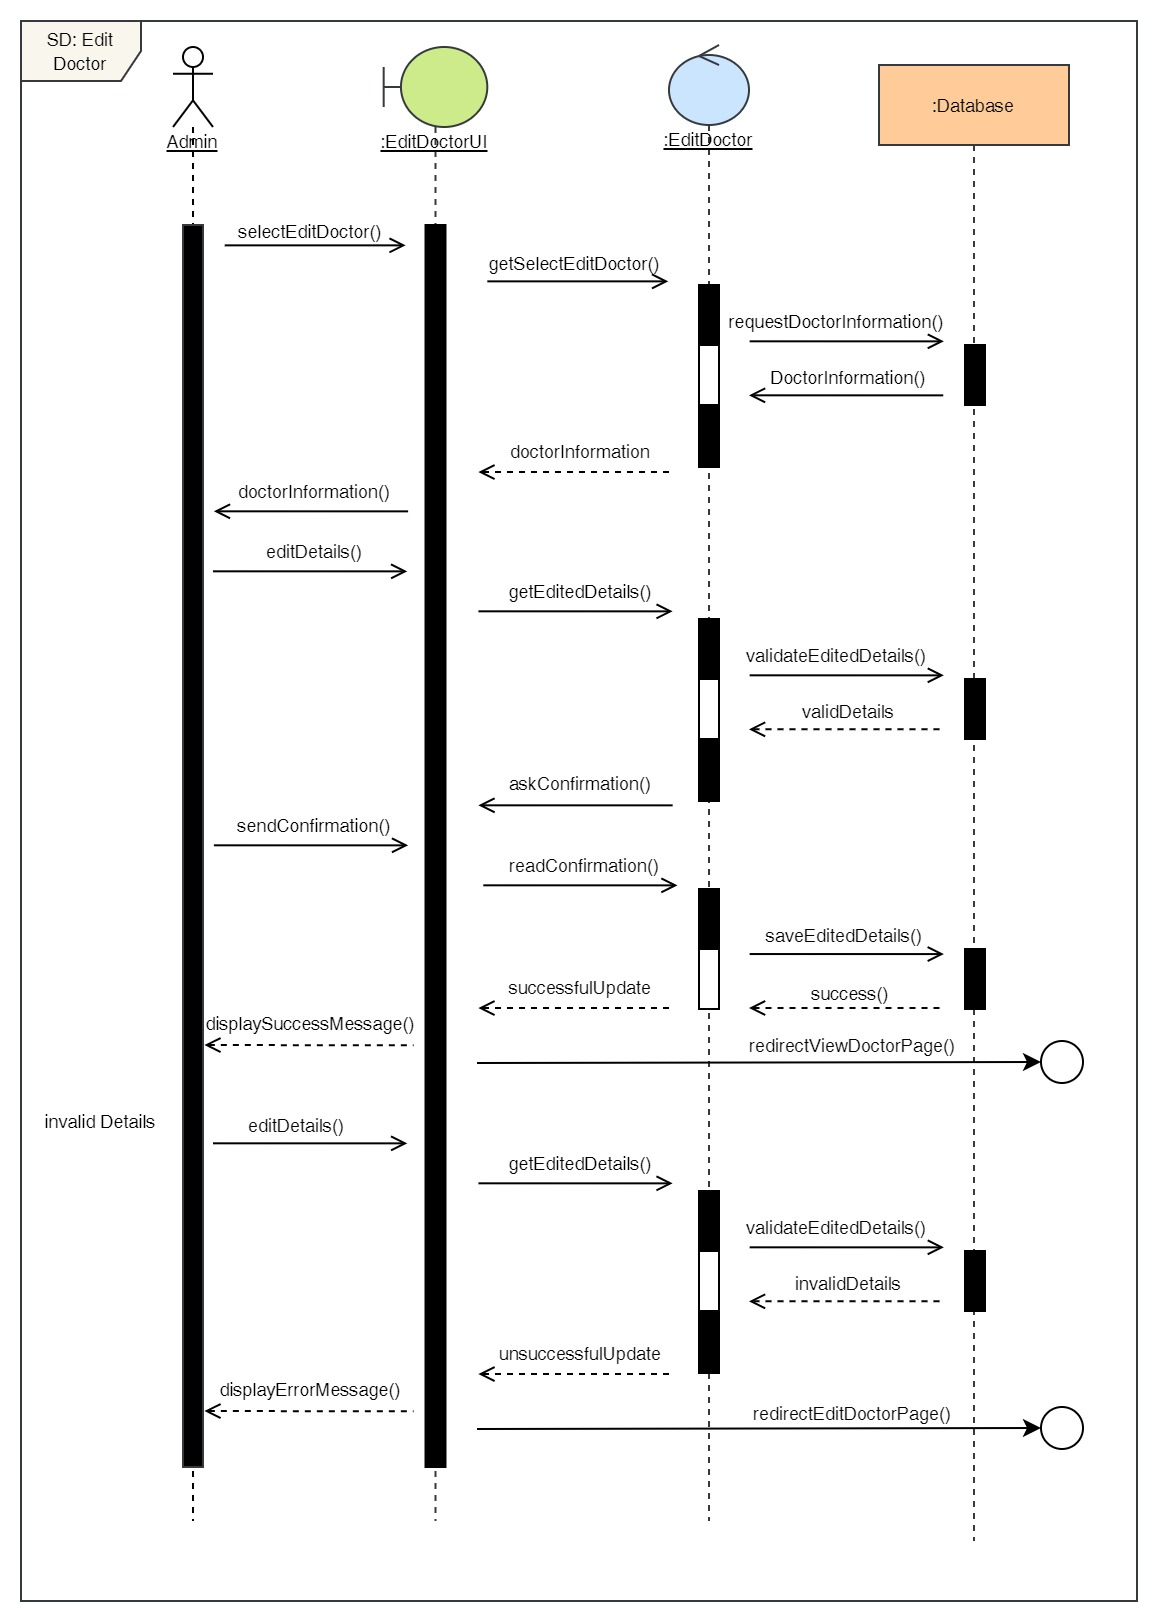 SD: Edit
Doctor
Admin
:EditDoctorUI
:EditDoctor
:Database
selectEditDoctor()
getSelectEditDoctor()
requestDoctorInformation()
DoctorInformation()
doctorInformation
doctorInformation()
editDetails()
getEditedDetails()
validateEditedDetails()
validDetails
askConfirmation()
sendConfirmation()
readConfirmation()
saveEditedDetails()
successfulUpdate
success()
displaySuccessMessage()
redirectViewDoctorPage()
invalid Details
editDetails()
getEditedDetails()
validateEditedDetails()
invalidDetails
unsuccessfulUpdate
displayErrorMessage()
redirectEditDoctorPage()